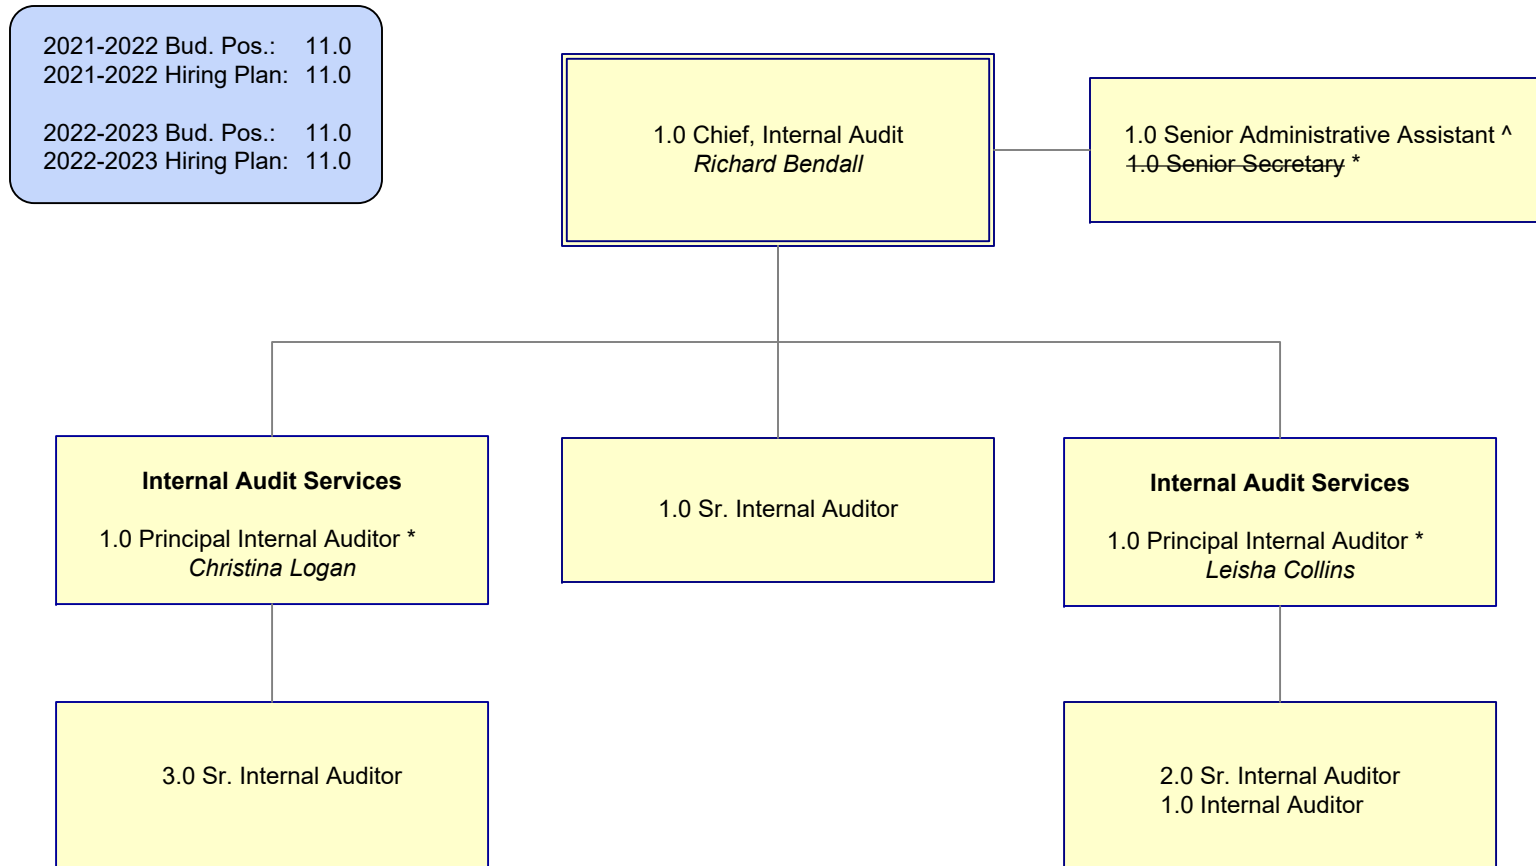 2021-2022 Bud. Pos.: 11.0
2021-2022 Hiring Plan: 11.0
2022-2023 Bud. Pos.: 11.0
2022-2023 Hiring Plan: 11.0
1.0 Chief, Internal Audit
Richard Bendall
1.0 Senior Administrative Assistant ^
1.0 Senior Secretary *
Internal Audit Services
1.0 Principal Internal Auditor *
Christina Logan
1.0 Sr. Internal Auditor
Internal Audit Services
1.0 Principal Internal Auditor *
Leisha Collins
3.0 Sr. Internal Auditor
2.0 Sr. Internal Auditor
1.0 Internal Auditor